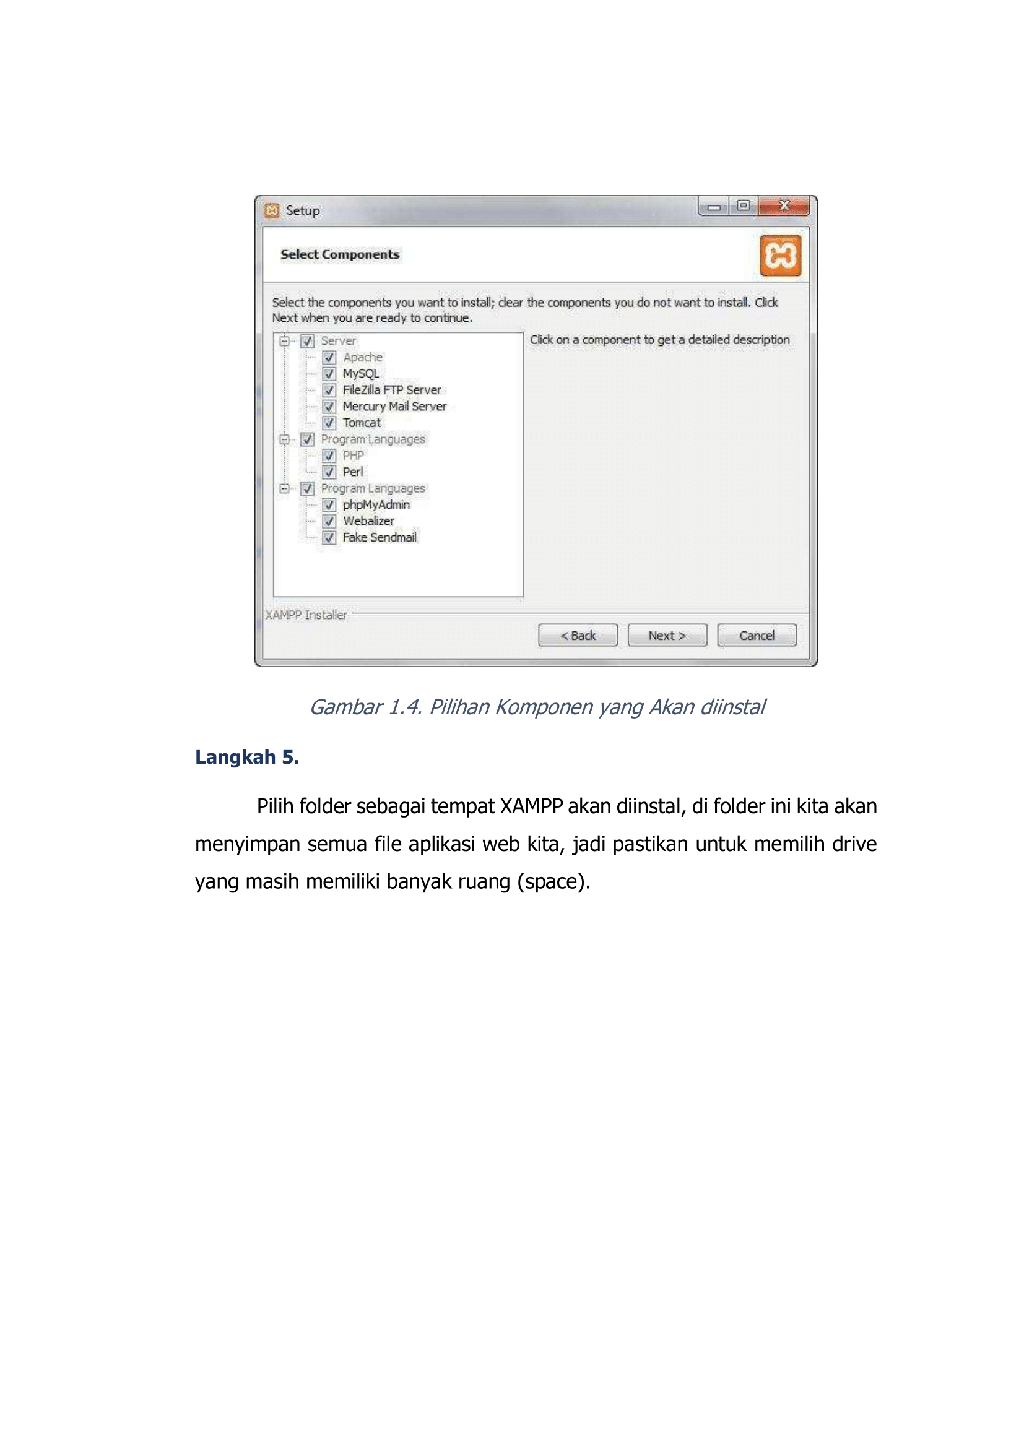 Setup
Select Components
Select the components you want to install; clear the components you do not want to install. Click
Next when you are ready to continue.
Server
Apache
MySQL
FileZilla FTP Server
Mercury Mail Server
Tomcat
Program Languages
PHP
Perl
Program Languages
phpMyAdmin
Webalizer
Fake Sendmail
Click on a component to get a detailed description
XAMPP Installer
< Back
Next >
Cancel
Gambar 1.4. Pilihan Komponen yang Akan diinstal
Langkah 5.
Pilih folder sebagai tempat XAMPP akan diinstal, di folder ini kita akan
menyimpan semua file aplikasi web kita, jadi pastikan untuk memilih drive
yang masih memiliki banyak ruang (space).